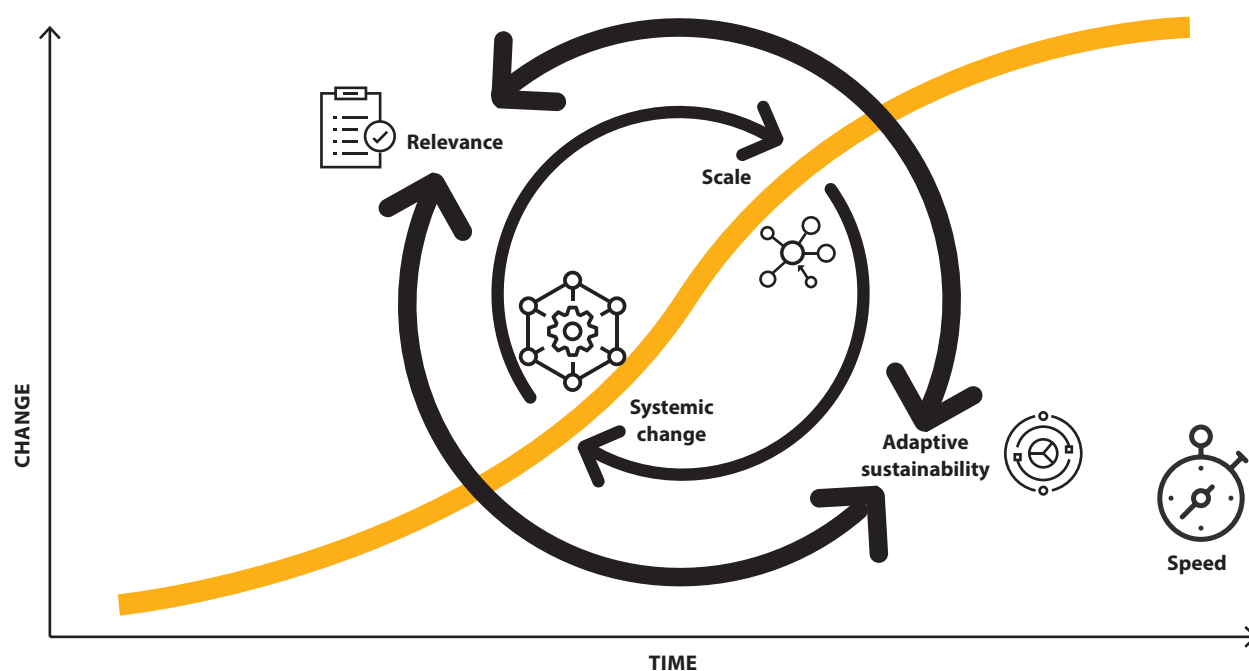 Relevance
Scale
Systemic
change
Adaptive
sustainability
Speed
CHANGE
TIME